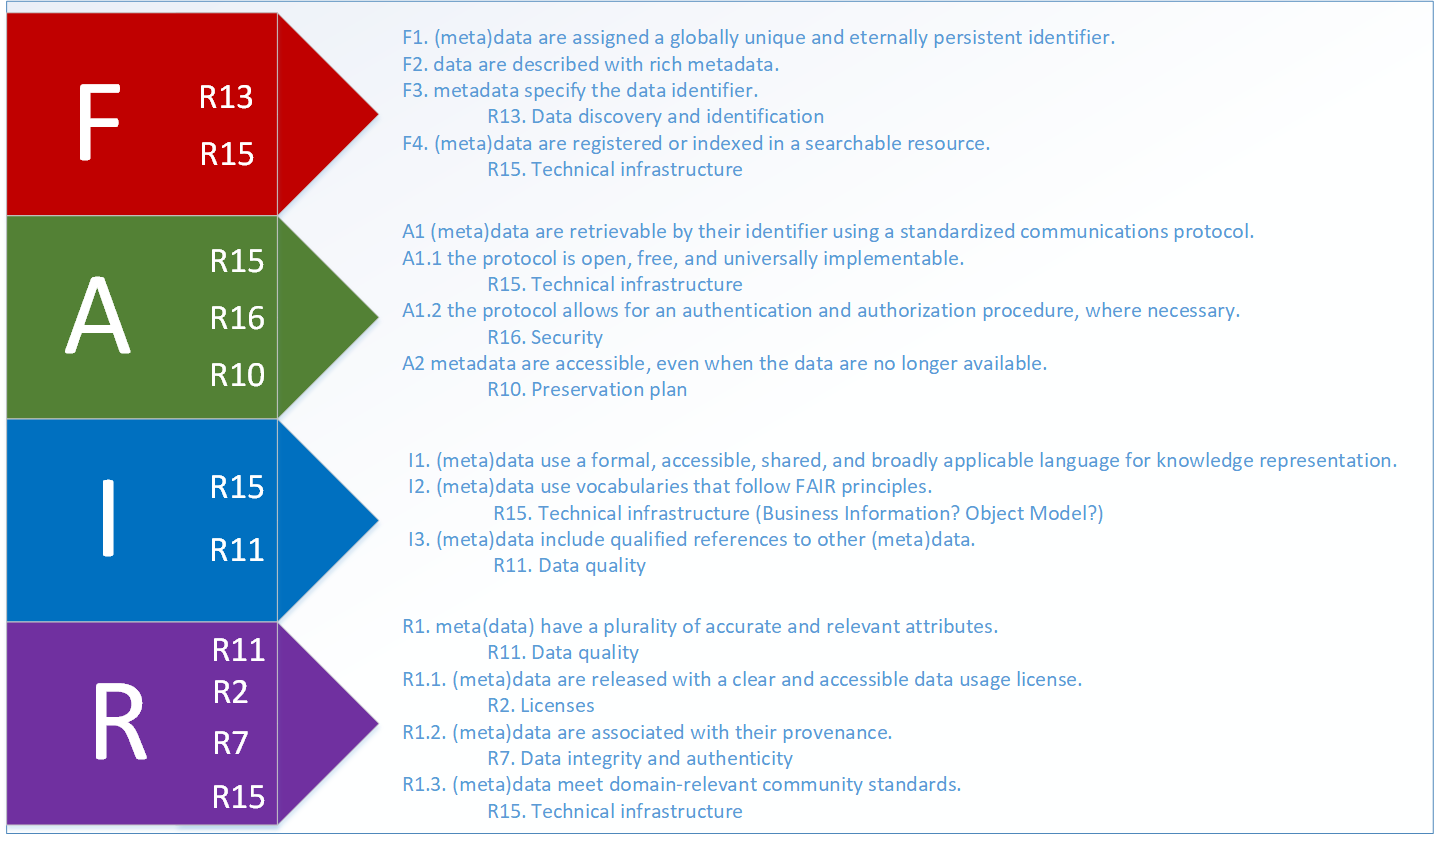 F
R13
R15
F1. (meta)data are assigned a globally unique and eternally persistent identifier.
F2. data are described with rich metadata.
F3. metadata specify the data identifier.
R13. Data discovery and identification
F4. (meta)data are registered or indexed in a searchable resource.
R15. Technical infrastructure
A
R15
R16
R10
A1 (meta)data are retrievable by their identifier using a standardized communications protocol.
A1.1 the protocol is open, free, and universally implementable.
R15. Technical infrastructure
A1.2 the protocol allows for an authentication and authorization procedure, where necessary.
R16. Security
A2 metadata are accessible, even when the data are no longer available.
R10. Preservation plan
I
R15
R11
I1. (meta)data use a formal, accessible, shared, and broadly applicable language for knowledge representation.
I2. (meta)data use vocabularies that follow FAIR principles.
R15. Technical infrastructure (Business Information? Object Model?)
I3. (meta)data include qualified references to other (meta)data.
R11. Data quality
R
R11
R2
R7
R15
R1. meta(data) have a plurality of accurate and relevant attributes.
R11. Data quality
R1.1. (meta)data are released with a clear and accessible data usage license.
R2. Licenses
R1.2. (meta)data are associated with their provenance.
R7. Data integrity and authenticity
R1.3. (meta)data meet domain-relevant community standards.
R15. Technical infrastructure